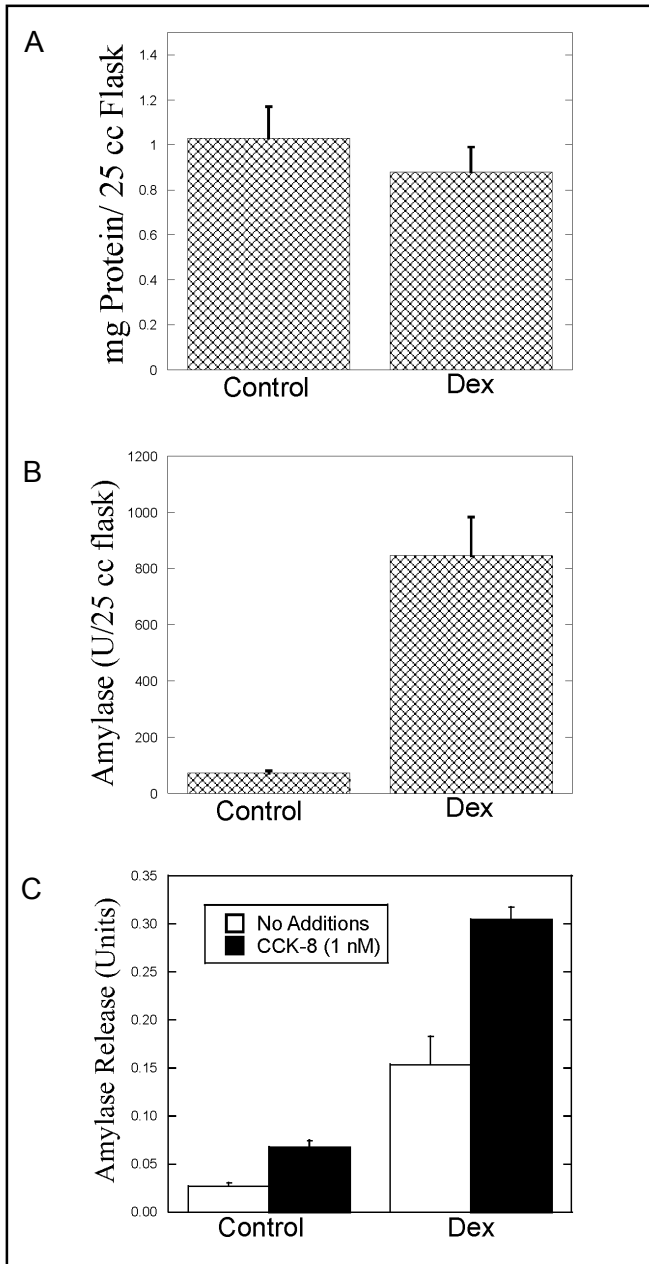 A
mg Protein/ 25 cc Flask
1.4
1.2
1
0.8
0.6
0.4
0.2
0
Control Dex
B
Amylase (U/25 cc flask)
1200
1000
800
600
400
200
0
Control Dex
C
Amylase Release (Units)
0.35
0.30
0.25
0.20
0.15
0.10
0.05
0.00
No Additions
CCK-8 (1 nM)
Control Dex